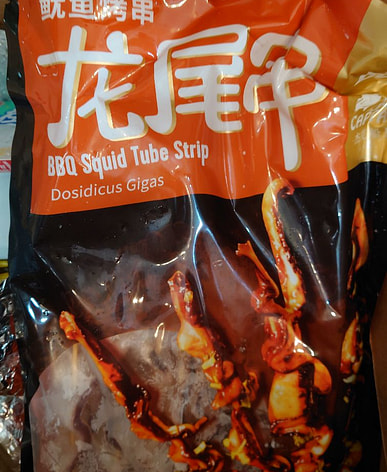 鱿鱼烤串
龙尾串
BBQ Squid Tube Strip
Dosidicus Gigas